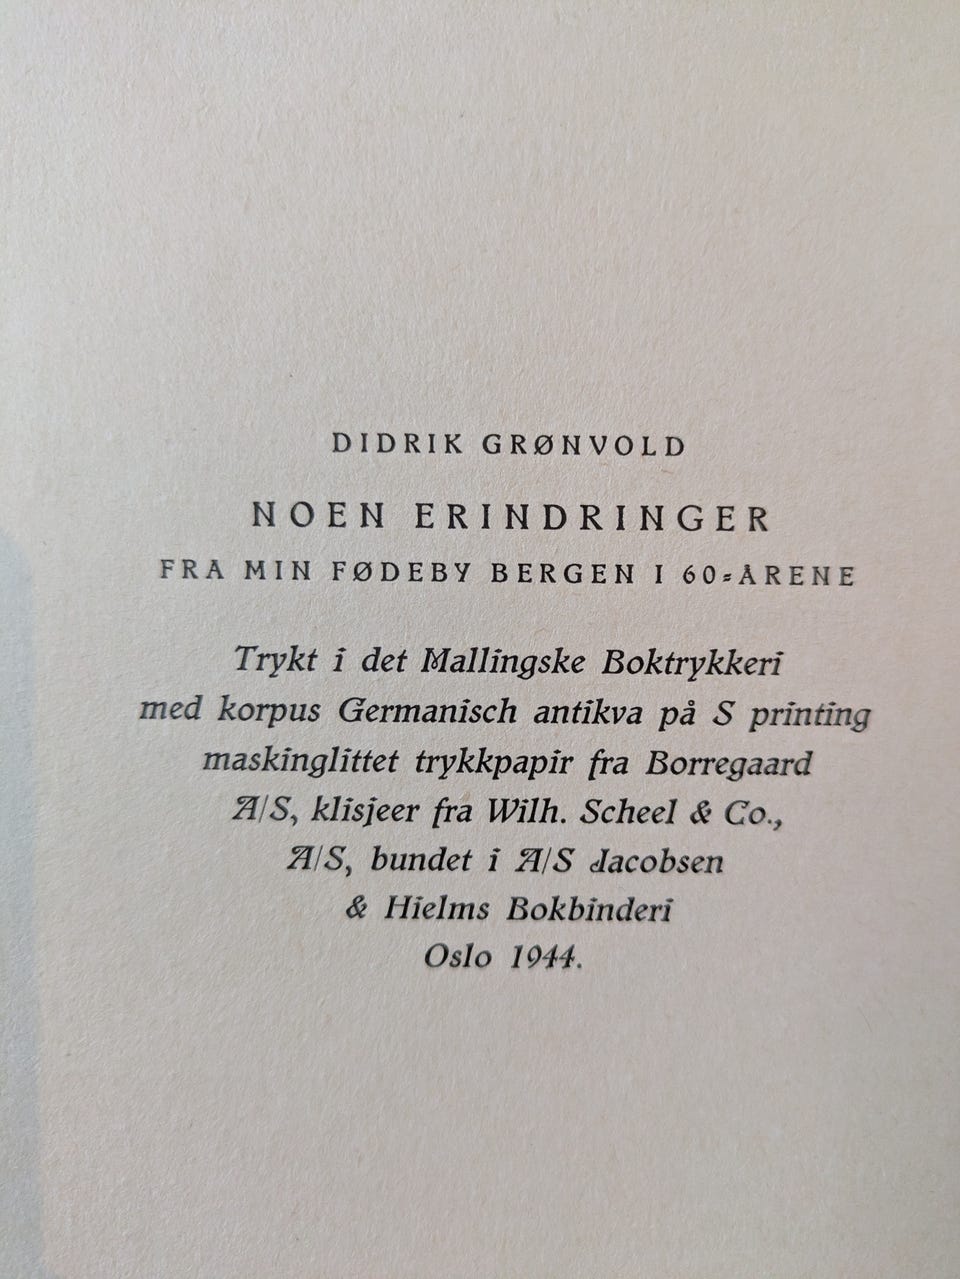 DIDRIK GRØNVOLD
NOEN ERINDRINGER
FRA MIN FØDEBY BERGEN I 60-ÅRENE
Trykt i det Mallingske Boktrykkeri
med korpus Germanisch antikva på S printing
maskinglittet trykkpapir fra Borregaard
A/S, klisjeer fra Wilh. Scheel & Co.,
A/S, bundet i A/S Jacobsen
& Hielms Bokbinderi
Oslo 1944.